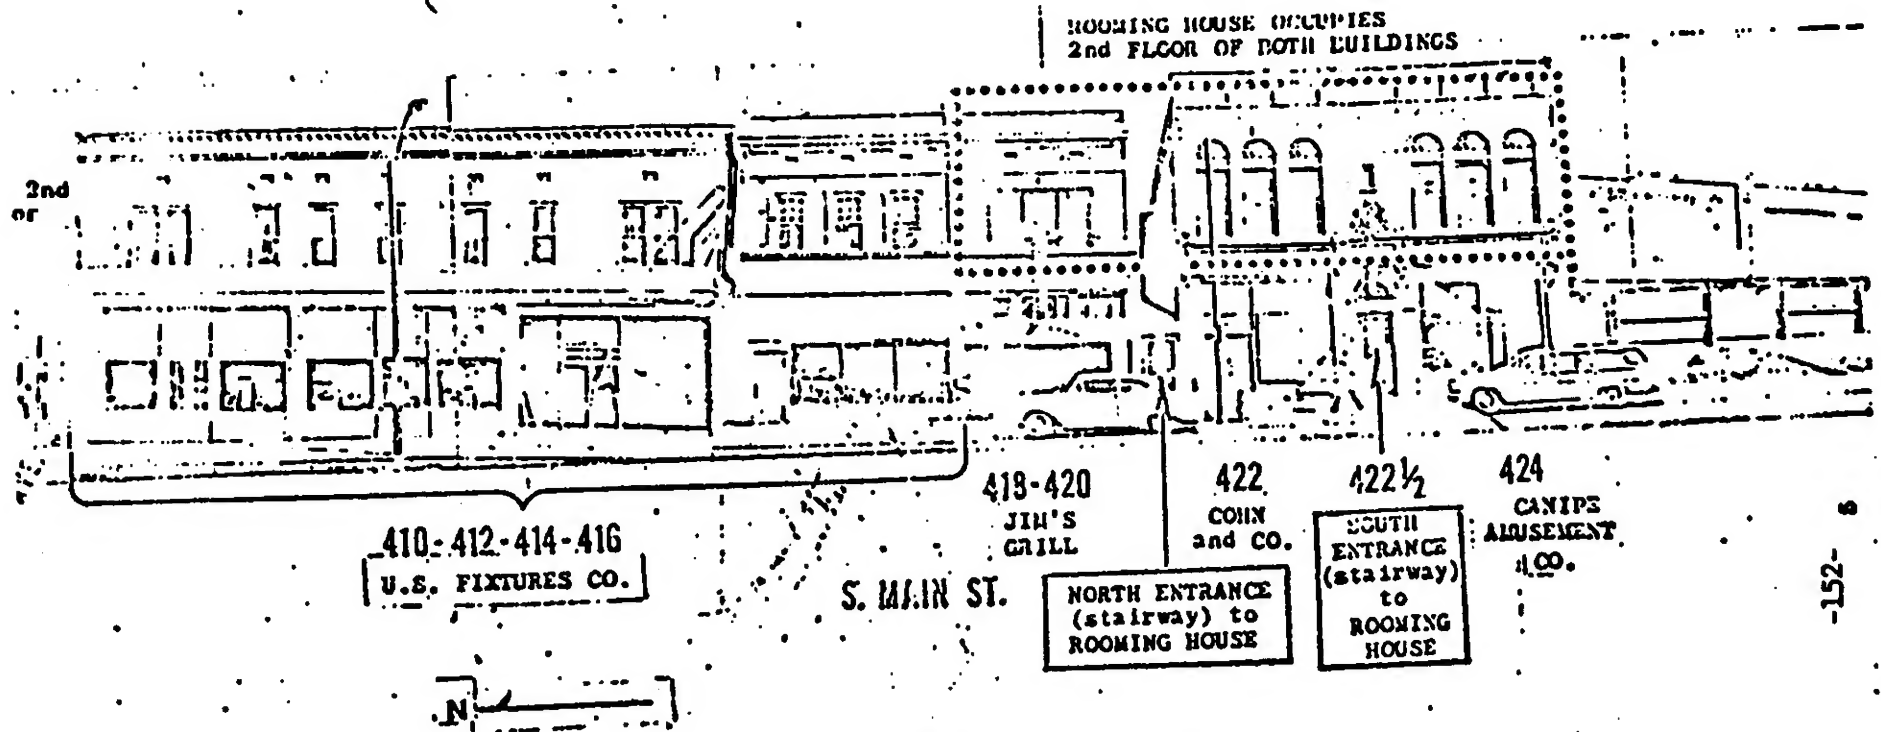 ROOMING HOUSE OCCUPIES
2nd FLOOR OF BOTH BUILDINGS
2nd
or
410-412-414-416
U.S. FIXTURES CO.
S. MAIN ST.
418-420
JIM'S
GRILL
NORTH ENTRANCE
(stairway) to
ROOMING HOUSE
422
COHN
and CO.
422½
SOUTH
ENTRANCE
(stairway)
to
ROOMING
HOUSE
424
CANIPE
AMUSEMENT
CO.
N
-152-